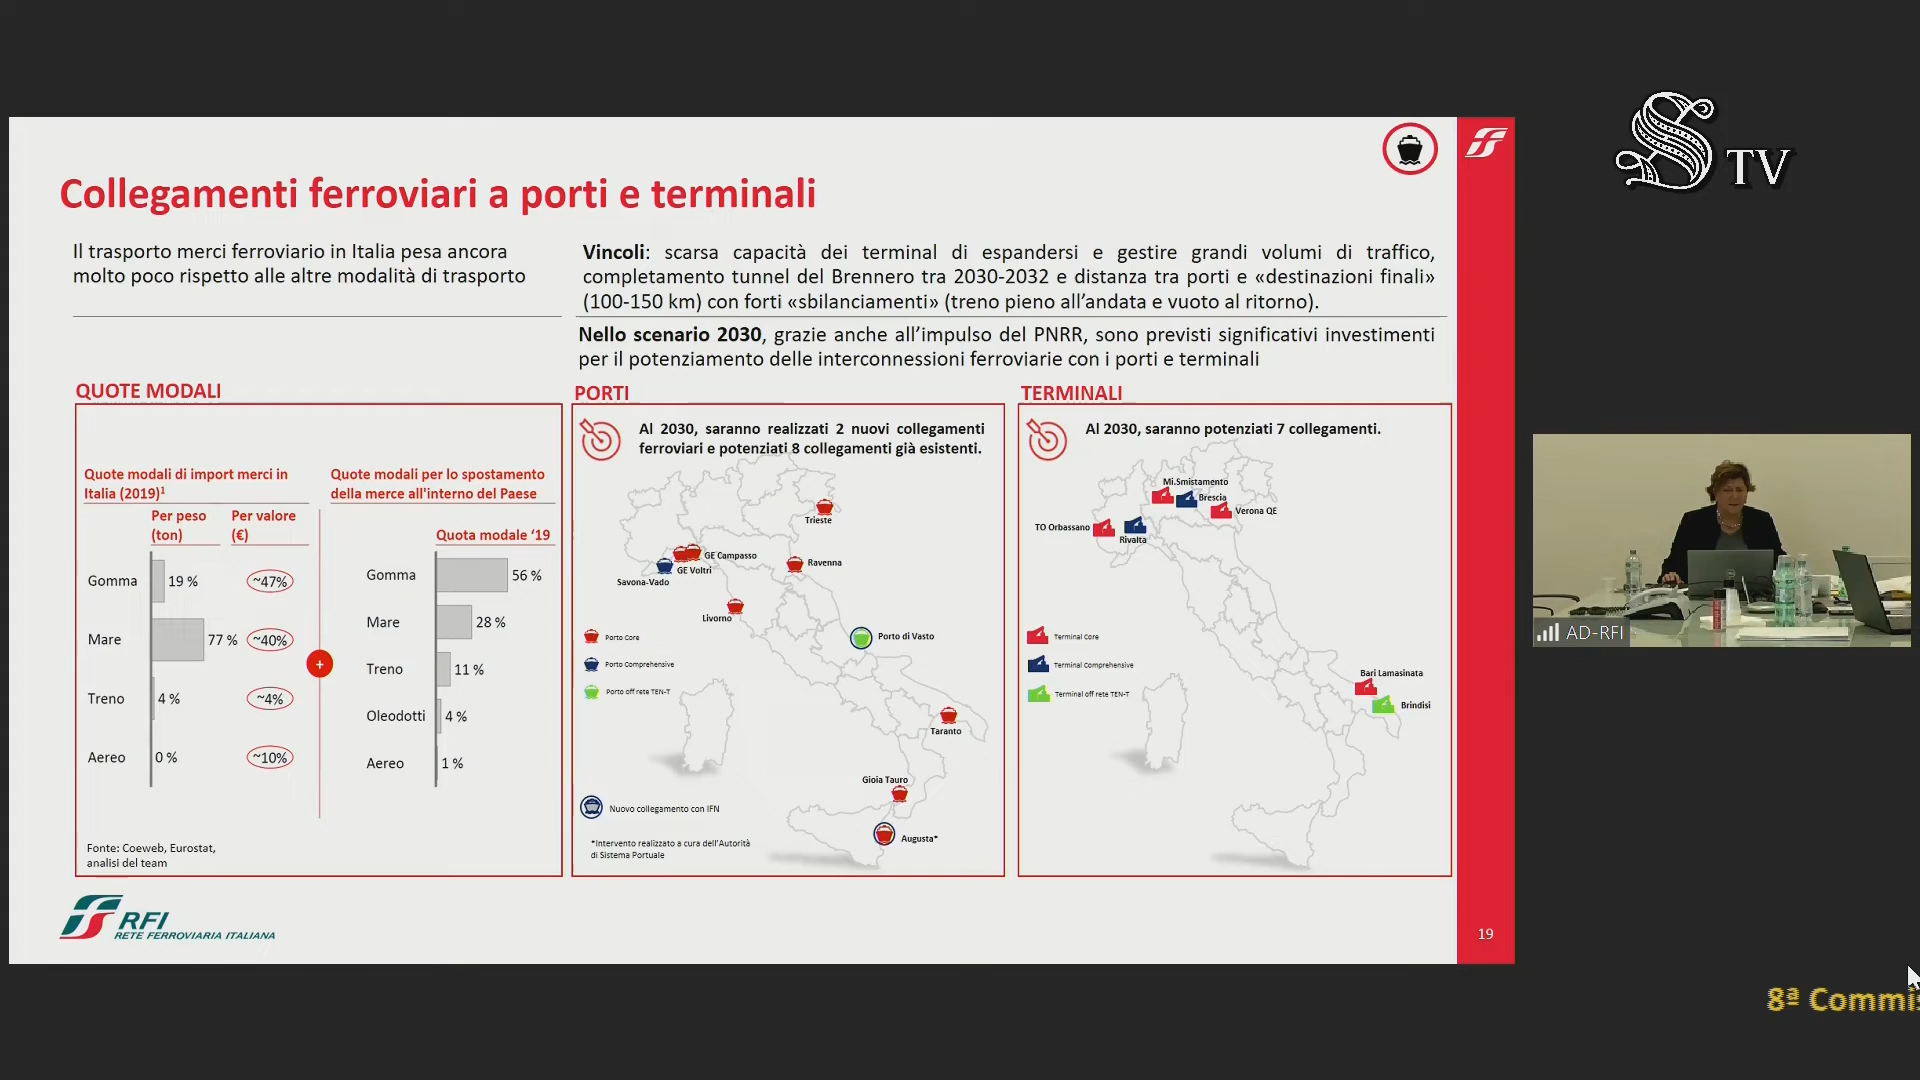 S TV
Collegamenti ferroviari a porti e terminali
Il trasporto merci ferroviario in Italia pesa ancora
molto poco rispetto alle altre modalità di trasporto
Vincoli: scarsa capacità dei terminal di espandersi e gestire grandi volumi di traffico,
completamento tunnel del Brennero tra 2030-2032 e distanza tra porti e «destinazioni finali»
(100-150 km) con forti «sbilanciamenti» (treno pieno all’andata e vuoto al ritorno).
Nello scenario 2030, grazie anche all’impulso del PNRR, sono previsti significativi investimenti
per il potenziamento delle interconnessioni ferroviarie con i porti e terminali
QUOTE MODALI
Quote modali di import merci in
Italia (2019)¹
Per peso
(ton)
Per valore
(€)
Gomma 19 % ~47%
Mare 77 % ~40%
Treno 4 % ~4%
Aereo 0 % ~10%
+
Quote modali per lo spostamento
della merce all'interno del Paese
Quota modale ‘19
Gomma 56 %
Mare 28 %
Treno 11 %
Oleodotti 4 %
Aereo 1 %
Fonte: Coeweb, Eurostat,
analisi del team
PORTI
Al 2030, saranno realizzati 2 nuovi collegamenti
ferroviari e potenziati 8 collegamenti già esistenti.
Trieste
GE Campasso
GE Voltri
Savona-Vado
Ravenna
Livorno
Porto di Vasto
Taranto
Gioia Tauro
Augusta*
Porto Core
Porto Comprehensive
Porto off rete TEN-T
Nuovo collegamento con IFN
*Intervento realizzato a cura dell’Autorità
di Sistema Portuale
TERMINALI
Al 2030, saranno potenziati 7 collegamenti.
Mi.Smistamento
Brescia
Verona QE
TO Orbassano
Rivalta
Bari Lamasinata
Brindisi
Terminal Core
Terminal Comprehensive
Terminal off rete TEN-T
RFI
RETE FERROVIARIA ITALIANA
19
AD-RFI
8ª Commis